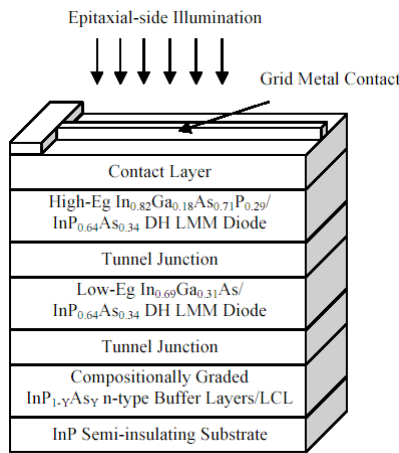 Epitaxial-side Illumination
Grid Metal Contact
Contact Layer
High-Eg In₀.₈₂Ga₀.₁₈As₀.₇₁P₀.₂₉/
InP₀.₆₄As₀.₃₄ DH LMM Diode
Tunnel Junction
Low-Eg In₀.₆₉Ga₀.₃₁As/
InP₀.₆₄As₀.₃₄ DH LMM Diode
Tunnel Junction
Compositionally Graded
InP₁₋YAsY n-type Buffer Layers/LCL
InP Semi-insulating Substrate